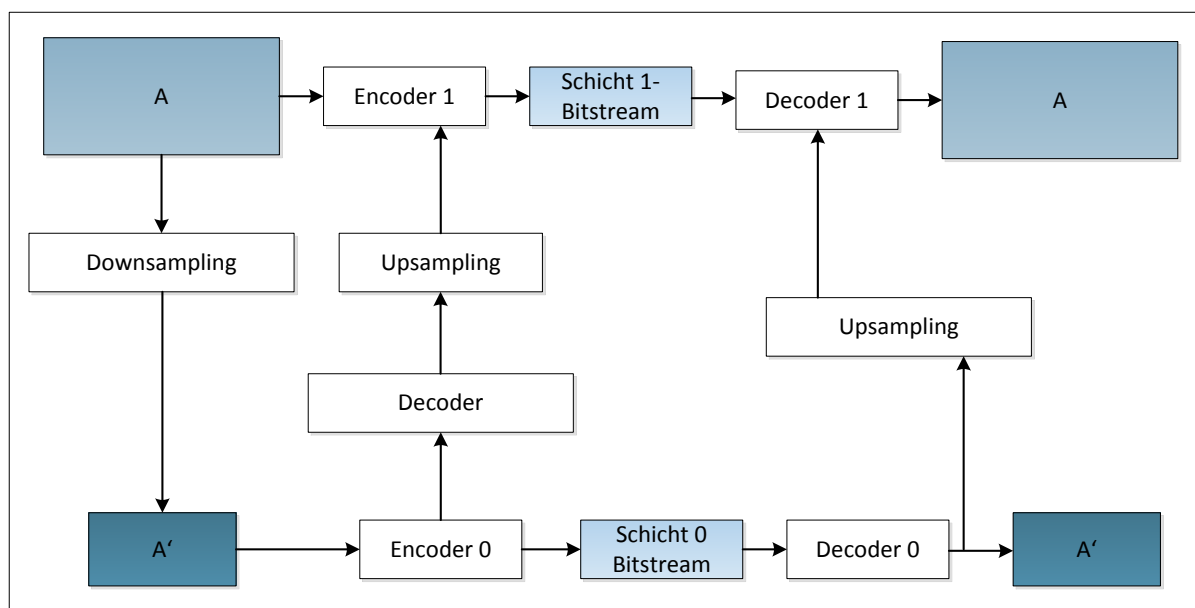 A
Encoder 1
Schicht 1-
Bitstream
Decoder 1
A
Downsampling
Upsampling
Upsampling
Decoder
A‘
Encoder 0
Schicht 0
Bitstream
Decoder 0
A‘